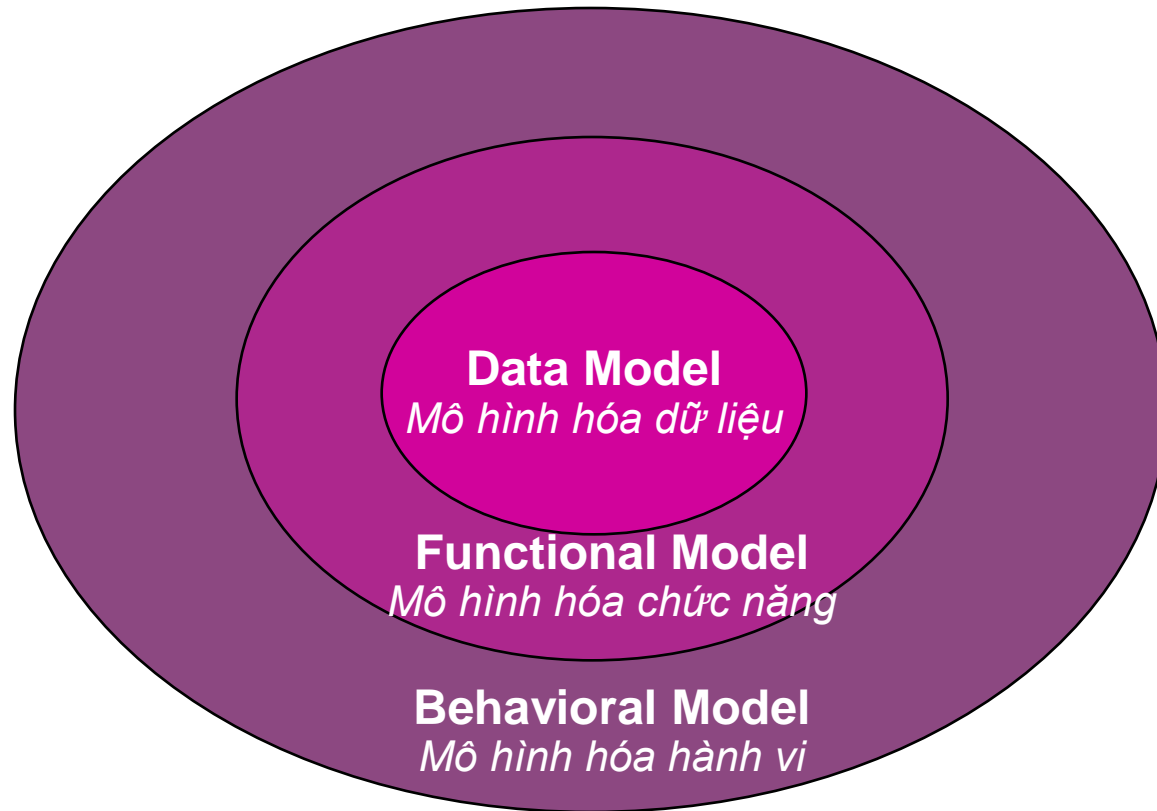 Data Model
Mô hình hóa dữ liệu
Functional Model
Mô hình hóa chức năng
Behavioral Model
Mô hình hóa hành vi